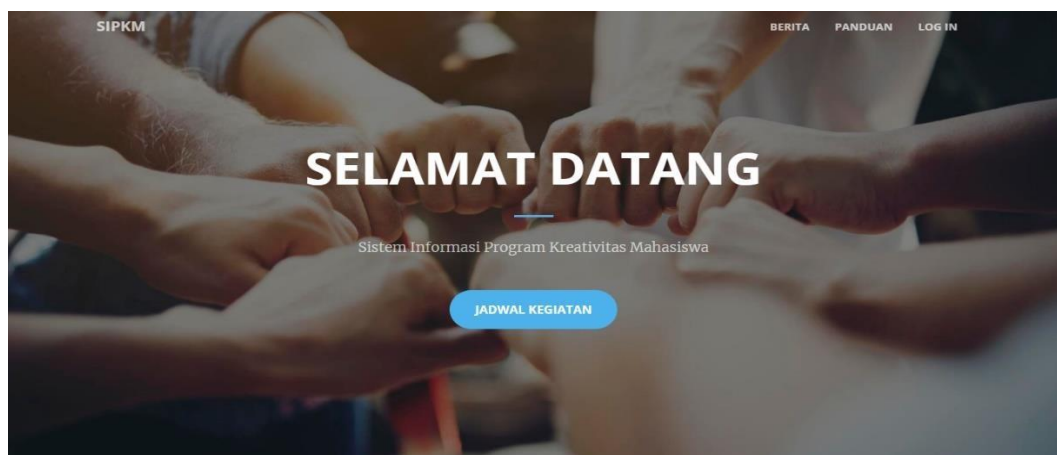 SIPKM
BERITA PANDUAN LOG IN
SELAMAT DATANG
Sistem Informasi Program Kreativitas Mahasiswa
JADWAL KEGIATAN